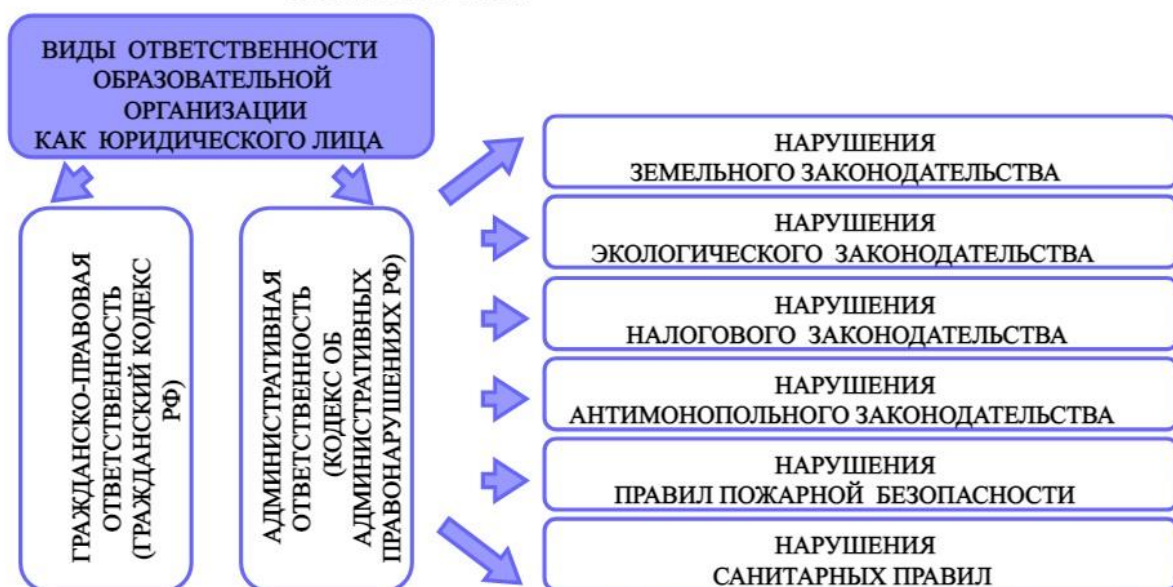 ВИДЫ ОТВЕТСТВЕННОСТИ
ОБРАЗОВАТЕЛЬНОЙ
ОРГАНИЗАЦИИ
КАК ЮРИДИЧЕСКОГО ЛИЦА
ГРАЖДАНСКО-ПРАВОВАЯ
ОТВЕТСТВЕННОСТЬ
(ГРАЖДАНСКИЙ КОДЕКС
РФ)
АДМИНИСТРАТИВНАЯ
ОТВЕТСТВЕННОСТЬ
(КОДЕКС ОБ
АДМИНИСТРАТИВНЫХ
ПРАВОНАРУШЕНИЯХ РФ)
НАРУШЕНИЯ
ЗЕМЕЛЬНОГО ЗАКОНОДАТЕЛЬСТВА
НАРУШЕНИЯ
ЭКОЛОГИЧЕСКОГО ЗАКОНОДАТЕЛЬСТВА
НАРУШЕНИЯ
НАЛОГОВОГО ЗАКОНОДАТЕЛЬСТВА
НАРУШЕНИЯ
АНТИМОНОПОЛЬНОГО ЗАКОНОДАТЕЛЬСТВА
НАРУШЕНИЯ
ПРАВИЛ ПОЖАРНОЙ БЕЗОПАСНОСТИ
НАРУШЕНИЯ
САНИТАРНЫХ ПРАВИЛ